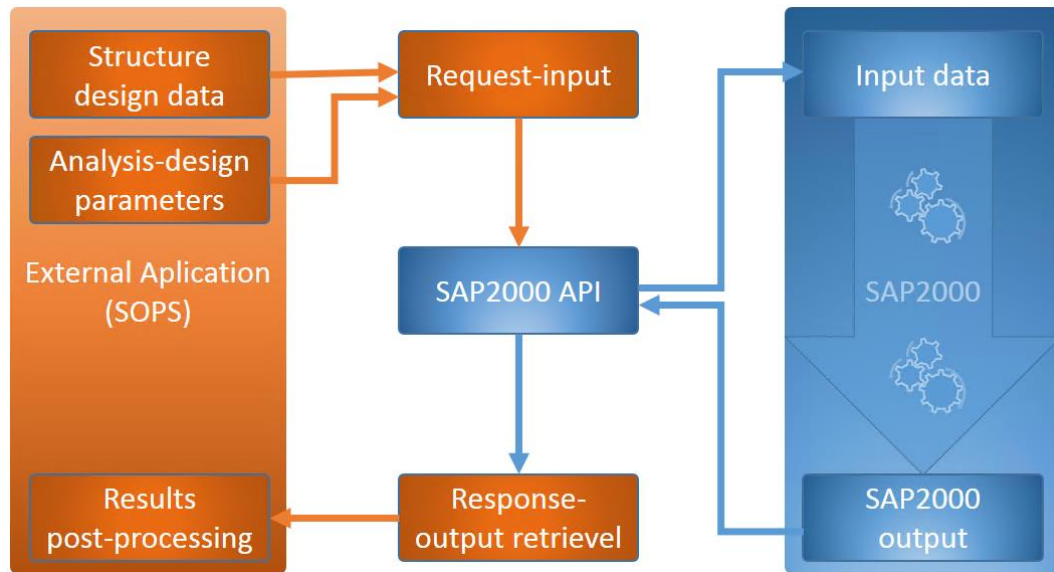 Structure
design data
Analysis-design
parameters
External Aplication
(SOPS)
Results
post-processing
Request-input
SAP2000 API
Response-
output retrievel
Input data
SAP2000
SAP2000
output